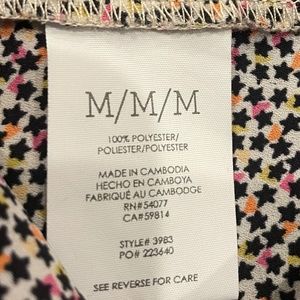 M/M/M
100% POLYESTER/
POLIESTER/POLYESTER
MADE IN CAMBODIA
HECHO EN CAMBOYA
FABRIQUÉ AU CAMBODGE
RN#54077
CA#59814
STYLE# 3983
PO# 223640
SEE REVERSE FOR CARE